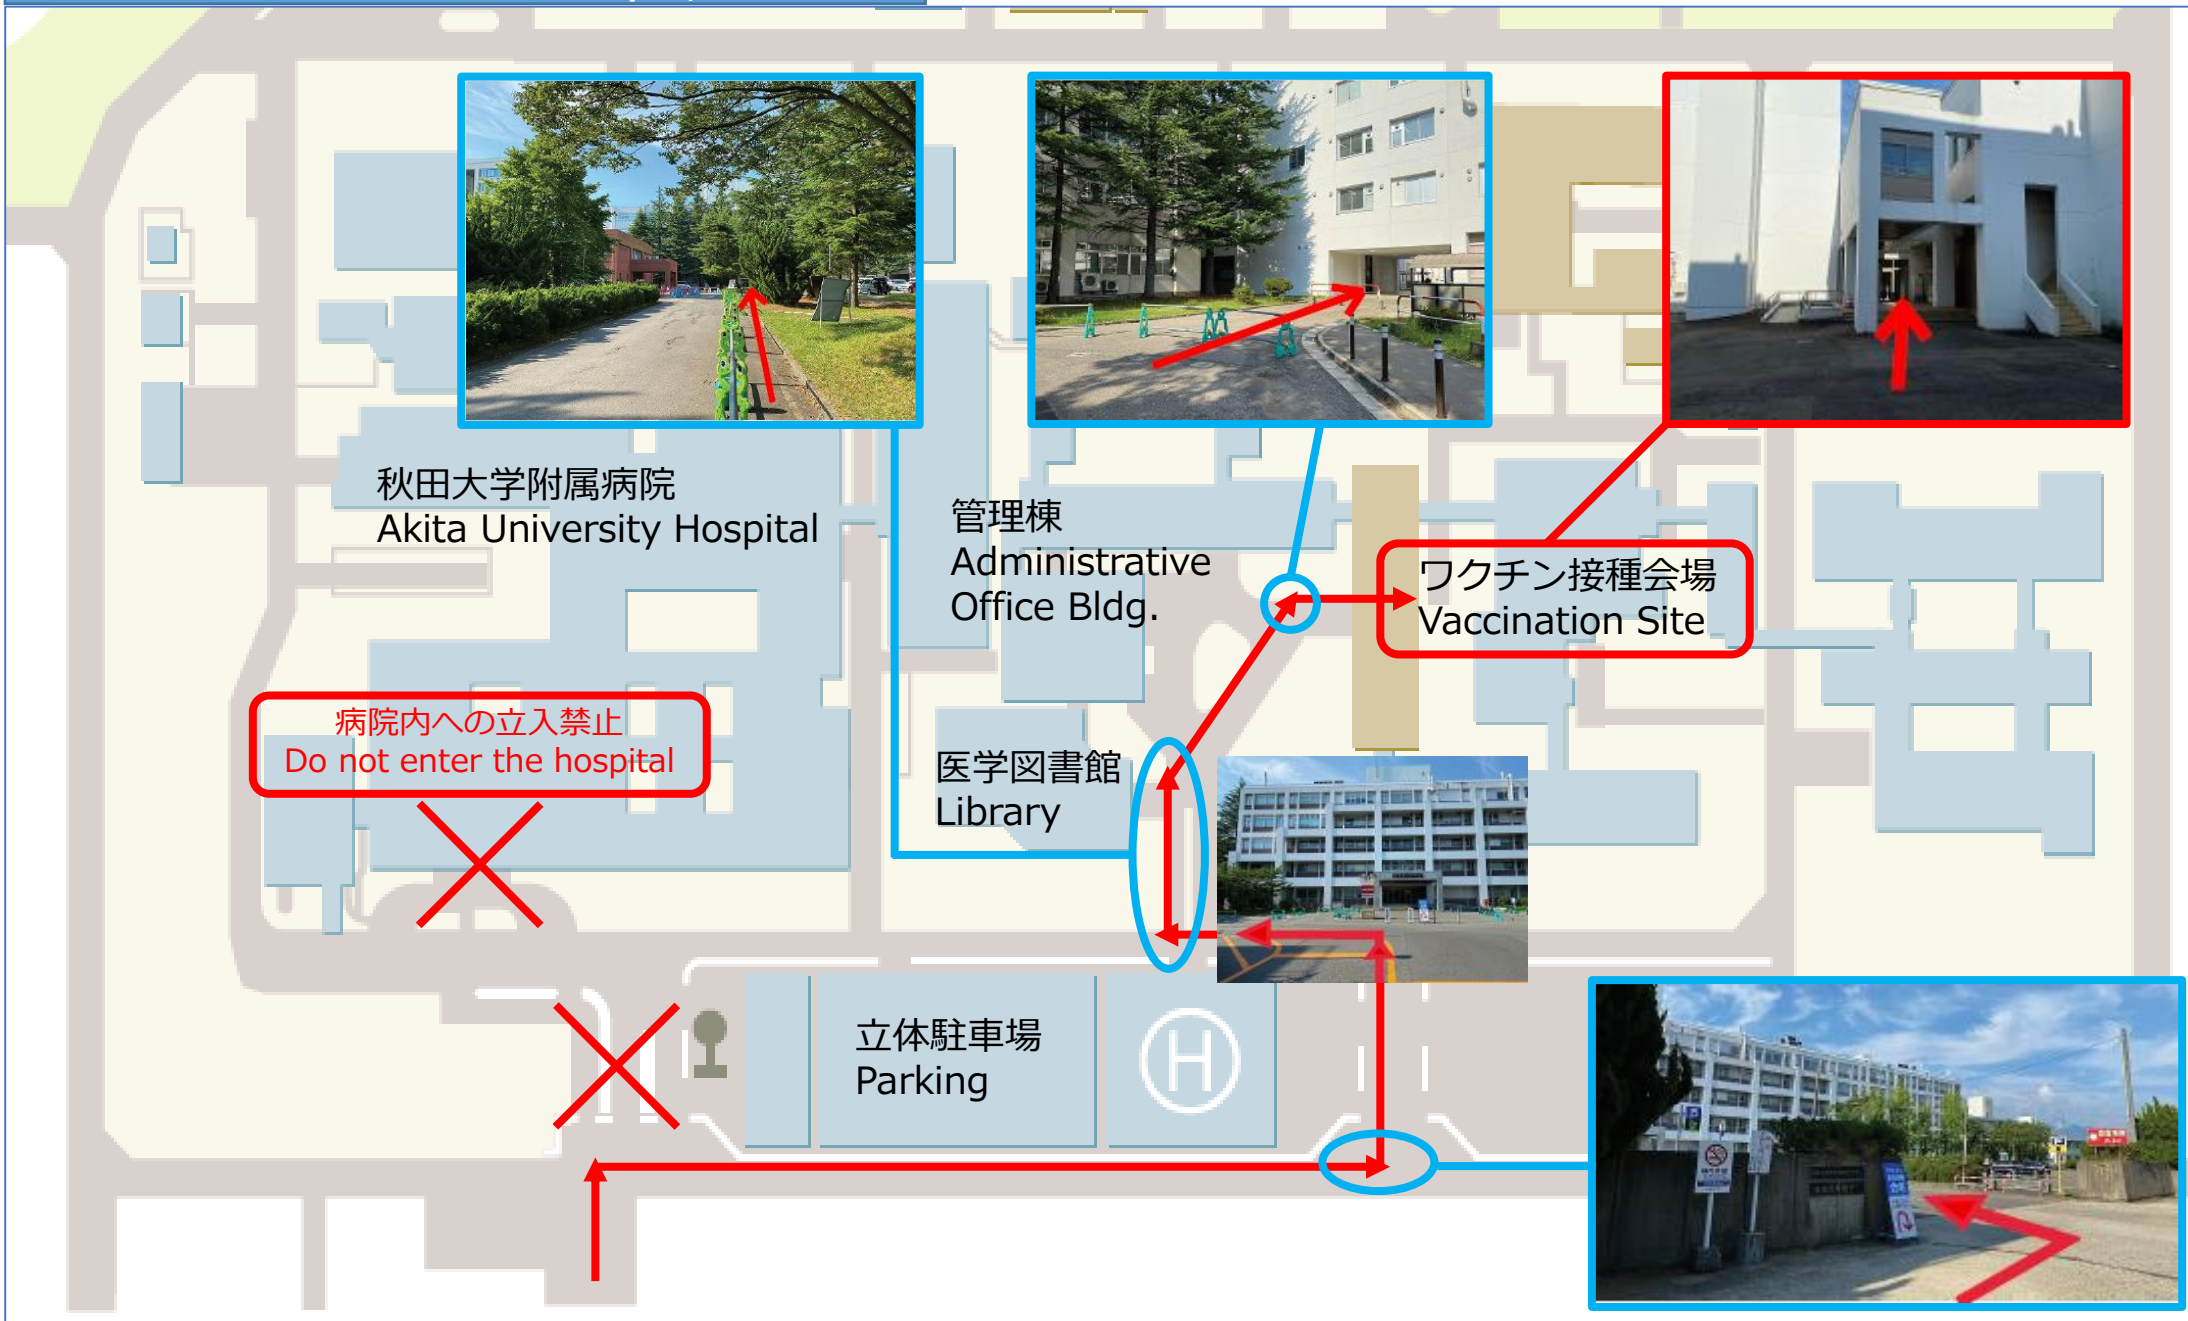 秋田大学附属病院
Akita University Hospital
管理棟
Administrative
Office Bldg.
ワクチン接種会場
Vaccination Site
病院内への立入禁止
Do not enter the hospital
医学図書館
Library
立体駐車場
Parking
H